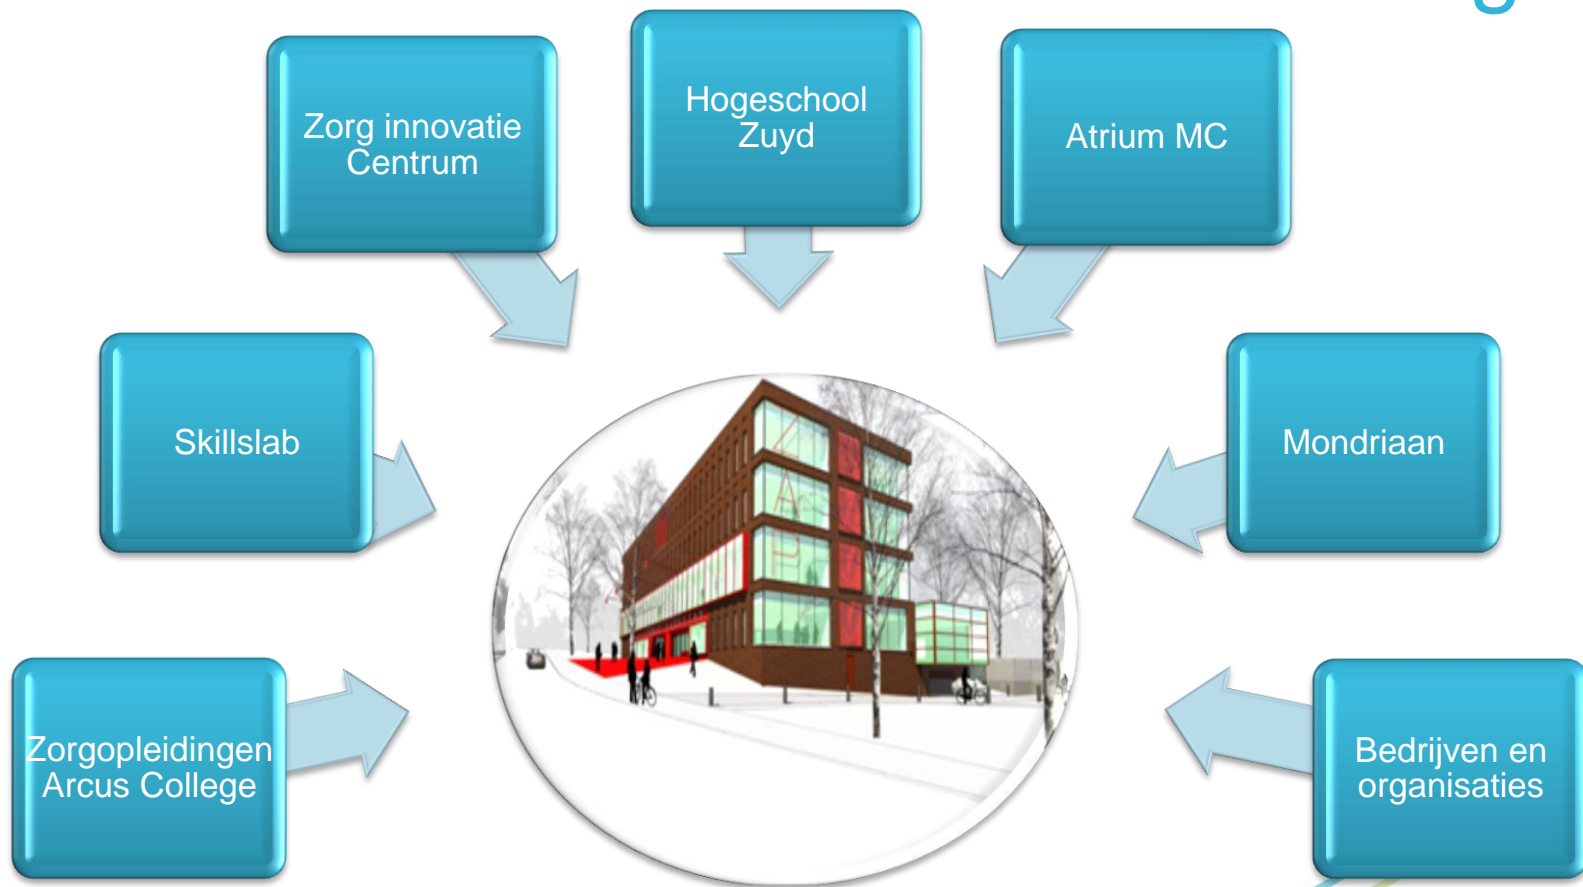 Zorg innovatie
Centrum
Hogeschool
Zuyd
Atrium MC
Skillslab
Mondriaan
Zorgopleidingen
Arcus College
Bedrijven en
organisaties